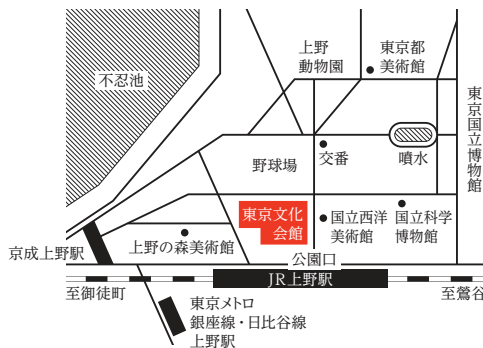 上野
動物園
東京都
美術館
不忍池
東京国立博物館
野球場
交番
噴水
東京文化
会館
国立西洋
美術館
国立科学
博物館
京成上野駅
上野の森美術館
公園口
JR上野駅
至御徒町
至鶯谷
東京メトロ
銀座線・日比谷線
上野駅